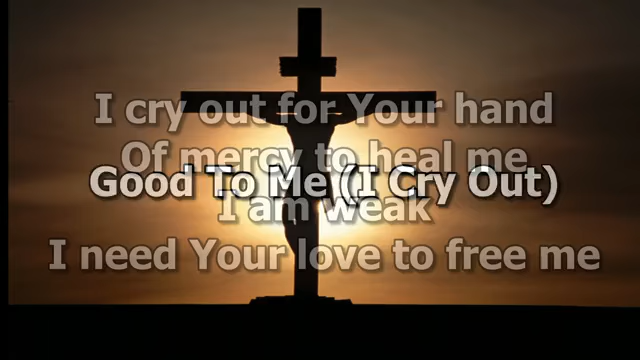 I cry out for Your hand
Of mercy to heal me
Good To Me (I Cry Out)
I am weak
I need Your love to free me